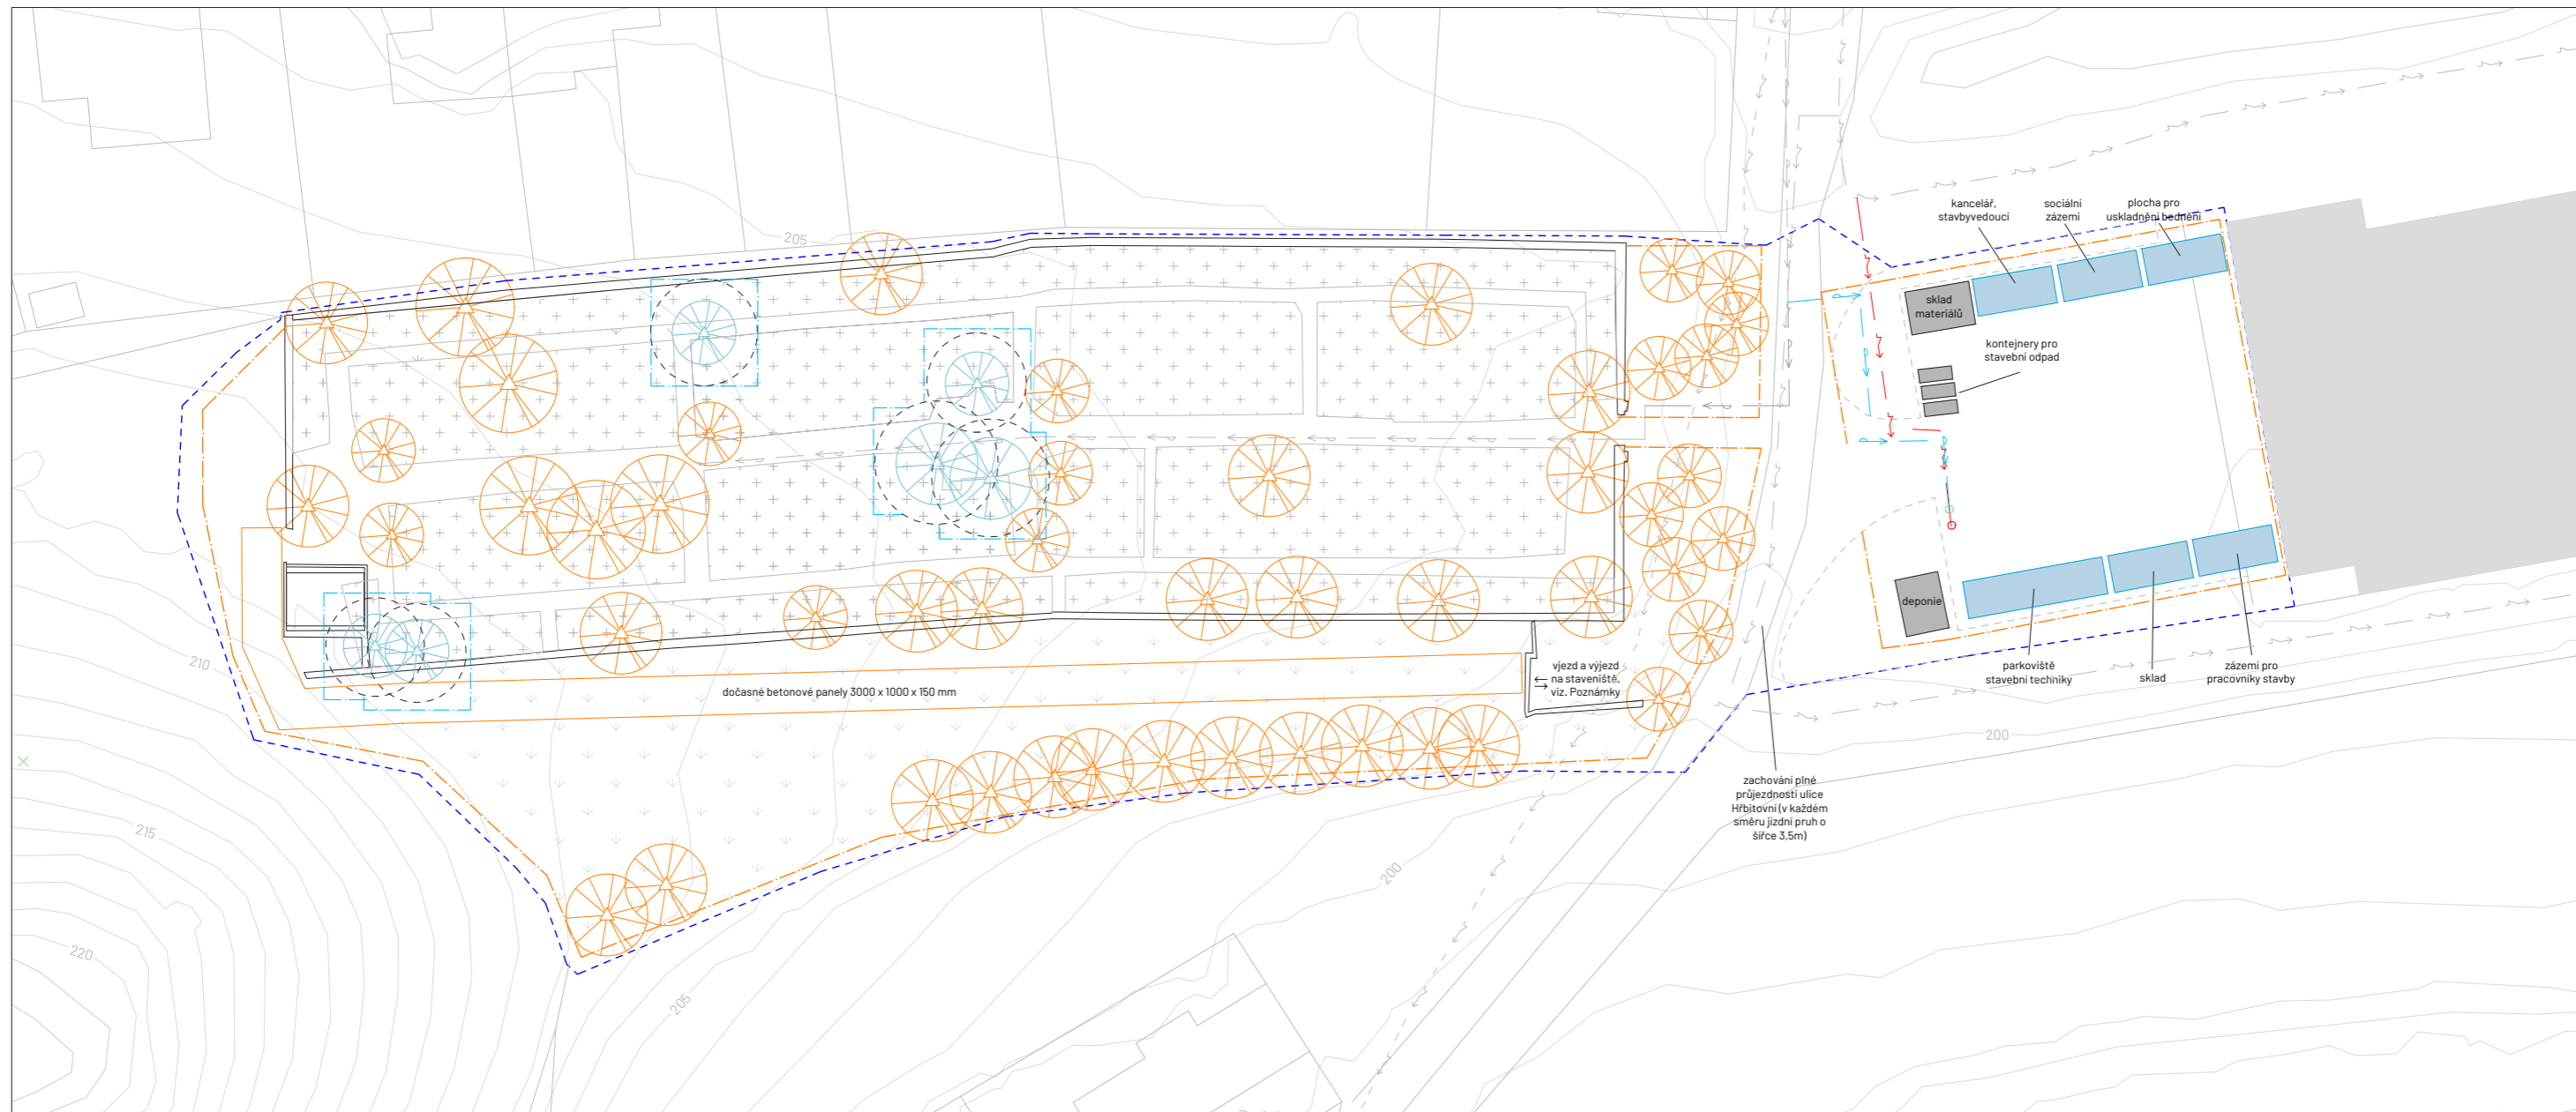 kancelář,
stavbyvedoucí
sociální
zázemí
plocha pro
uskladnění bednění
205
sklad
materiálů
kontejnery pro
stavební odpad
deponie
210
dočasné betonové panely 3000 x 1000 x 150 mm
vjezd a výjezd
na staveniště,
viz. Poznámky
parkoviště
stavební techniky
sklad
zázemí pro
pracovníky stavby
200
zachování plné
průjezdnosti ulice
Hřbitovní (v každém
směru jízdní pruh o
šířce 3,5m)
215
200
220
205